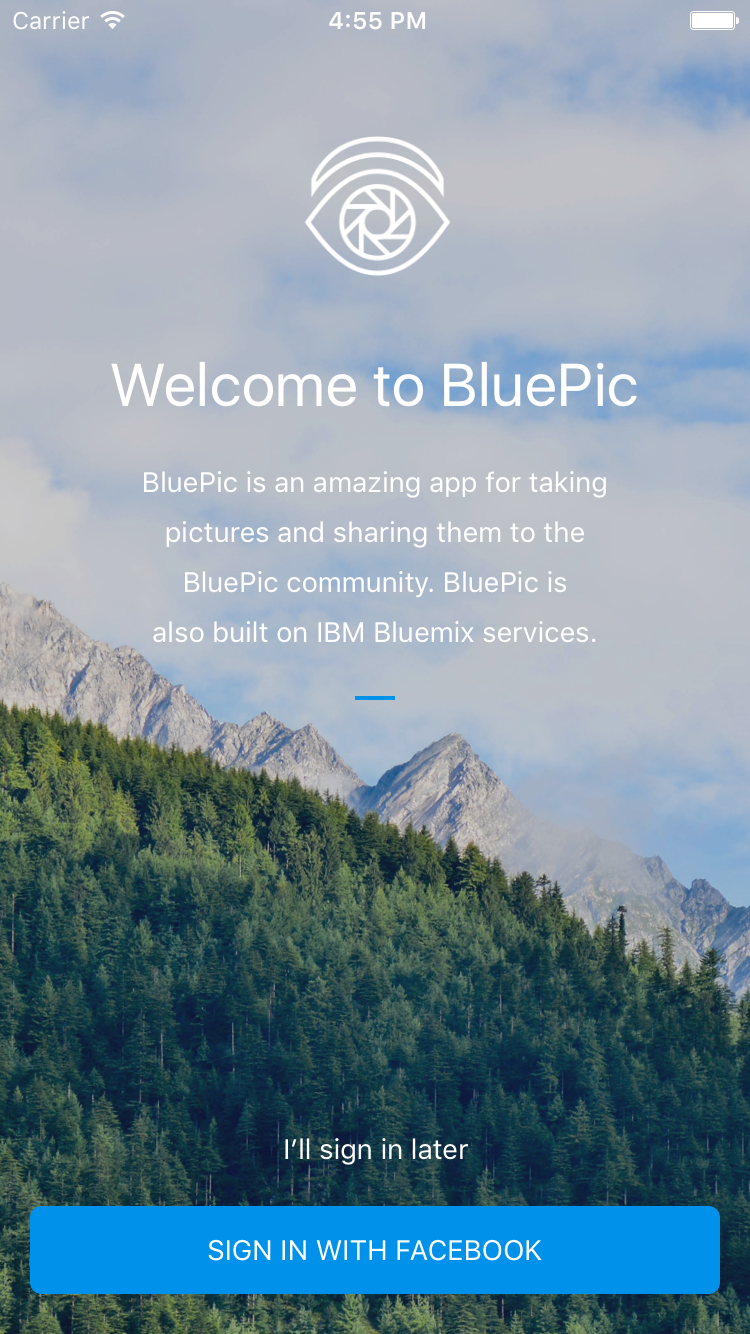 Carrier 4:55 PM
Welcome to BluePic
BluePic is an amazing app for taking
pictures and sharing them to the
BluePic community. BluePic is
also built on IBM Bluemix services.
I’ll sign in later
SIGN IN WITH FACEBOOK